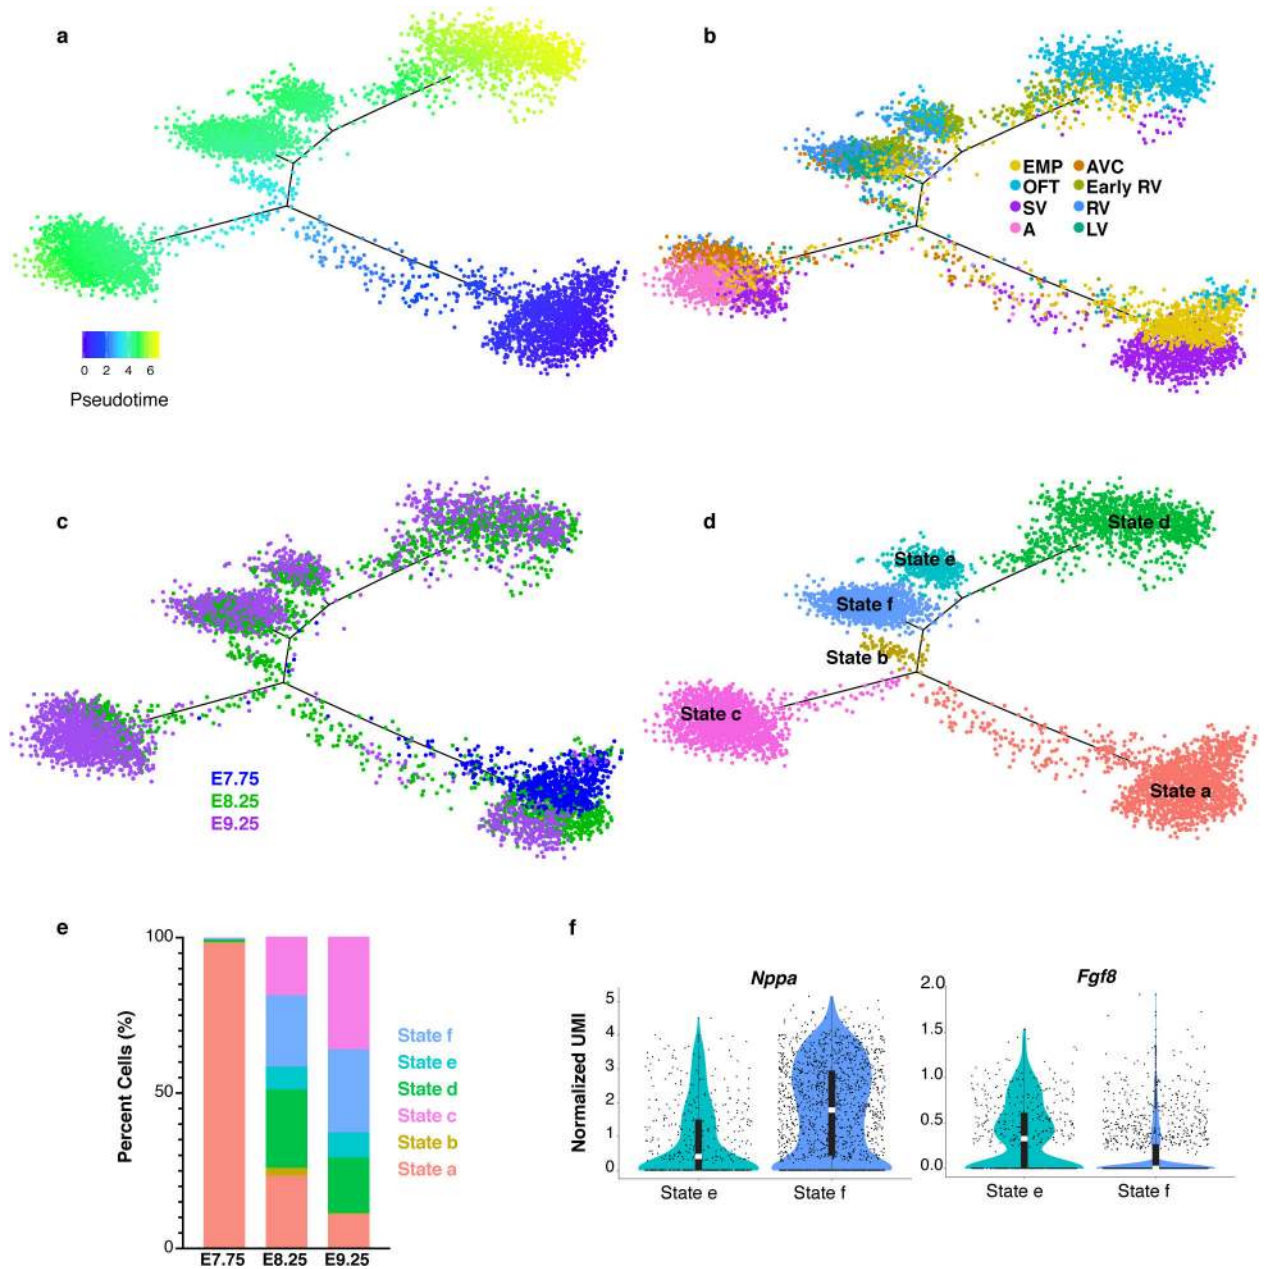 a
b
0 2 4 6
Pseudotime
EMP AVC
OFT Early RV
SV RV
A LV
c
d
E7.75
E8.25
E9.25
State d
State e
State f
State b
State c
State a
e
f
Percent Cells (%)
100
50
0
E7.75 E8.25 E9.25
State f
State e
State d
State c
State b
State a
Nppa
Normalized UMI
5
4
3
2
1
0
State e State f
Fgf8
2.0
1.5
1.0
0.5
0.0
State e State f